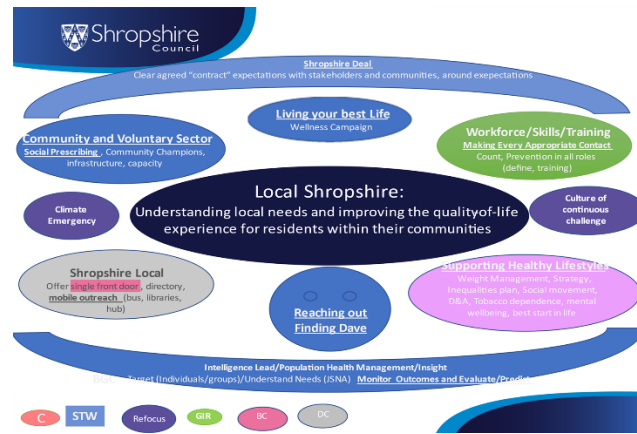 Shropshire
Council
Shropshire Deal
Clear agreed "contract" expectations with stakeholders and communities, around exepectations
Living your best Life
Wellness Campaign
Community and Voluntary Sector
Social Prescribing , Community Champions,
infrastructure, capacity
Workforce/Skills/Training
Making Every Appropriate Contact
Count, Prevention in all roles
(define, training)
Climate
Emergency
Local Shropshire:
Understanding local needs and improving the qualityof-life
experience for residents within their communities
Culture of
continuous
challenge
Shropshire Local
Offer single front door , directory,
mobile outreach (bus, libraries,
hub)
Reaching out
Finding Dave
Supporting Healthy Lifestyles
Weight Management, Strategy,
Inequalities plan, Social movement,
D&A, Tobacco dependence, mental
wellbeing, best start in life
Intelligence Lead/Population Health Management/Insight
Target (Individuals/groups)/Understand Needs (JSNA) Monitor Outcomes and Evaluate/Predict
C
STW
Refocus
GIR
BC
DC